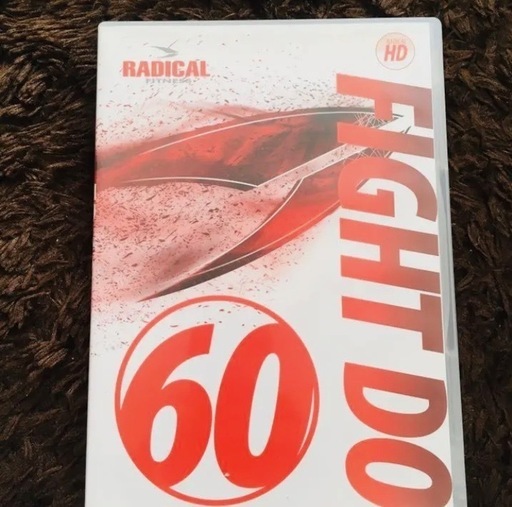 RADICAL
FITNESS
HD
FIGHT DO
60